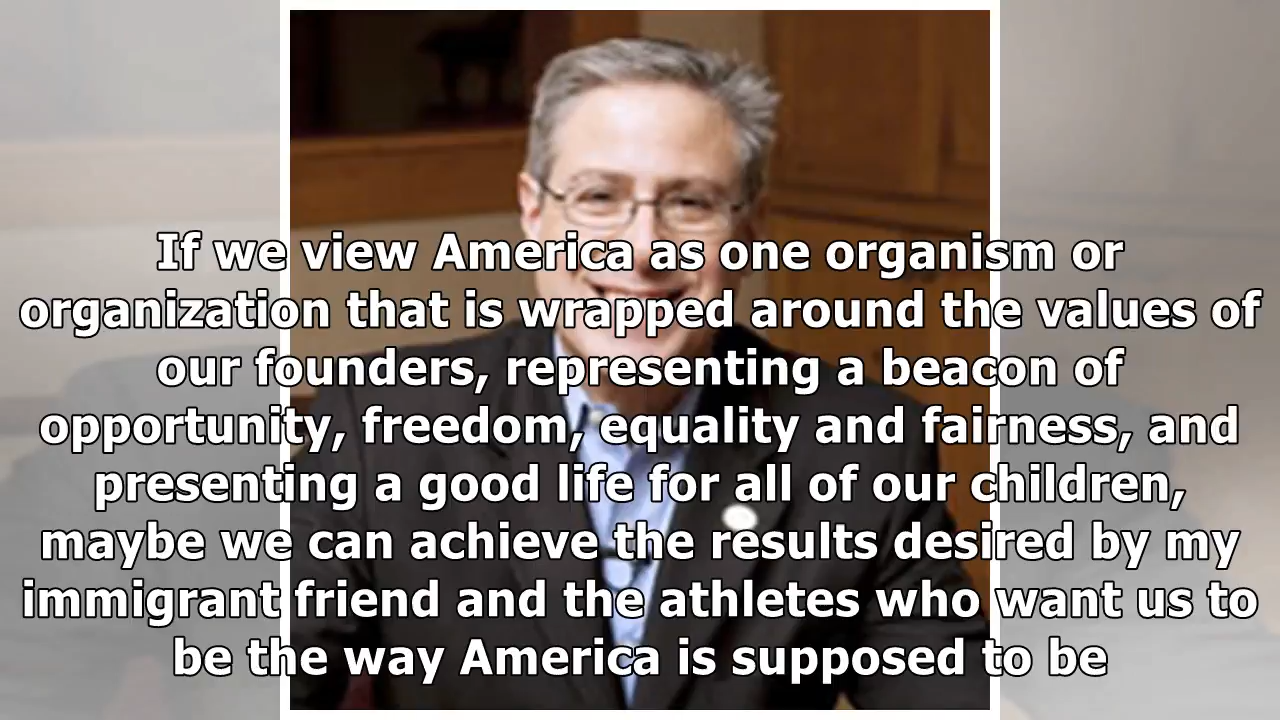 If we view America as one organism or
organization that is wrapped around the values of
our founders, representing a beacon of
opportunity, freedom, equality and fairness, and
presenting a good life for all of our children,
maybe we can achieve the results desired by my
immigrant friend and the athletes who want us to
be the way America is supposed to be